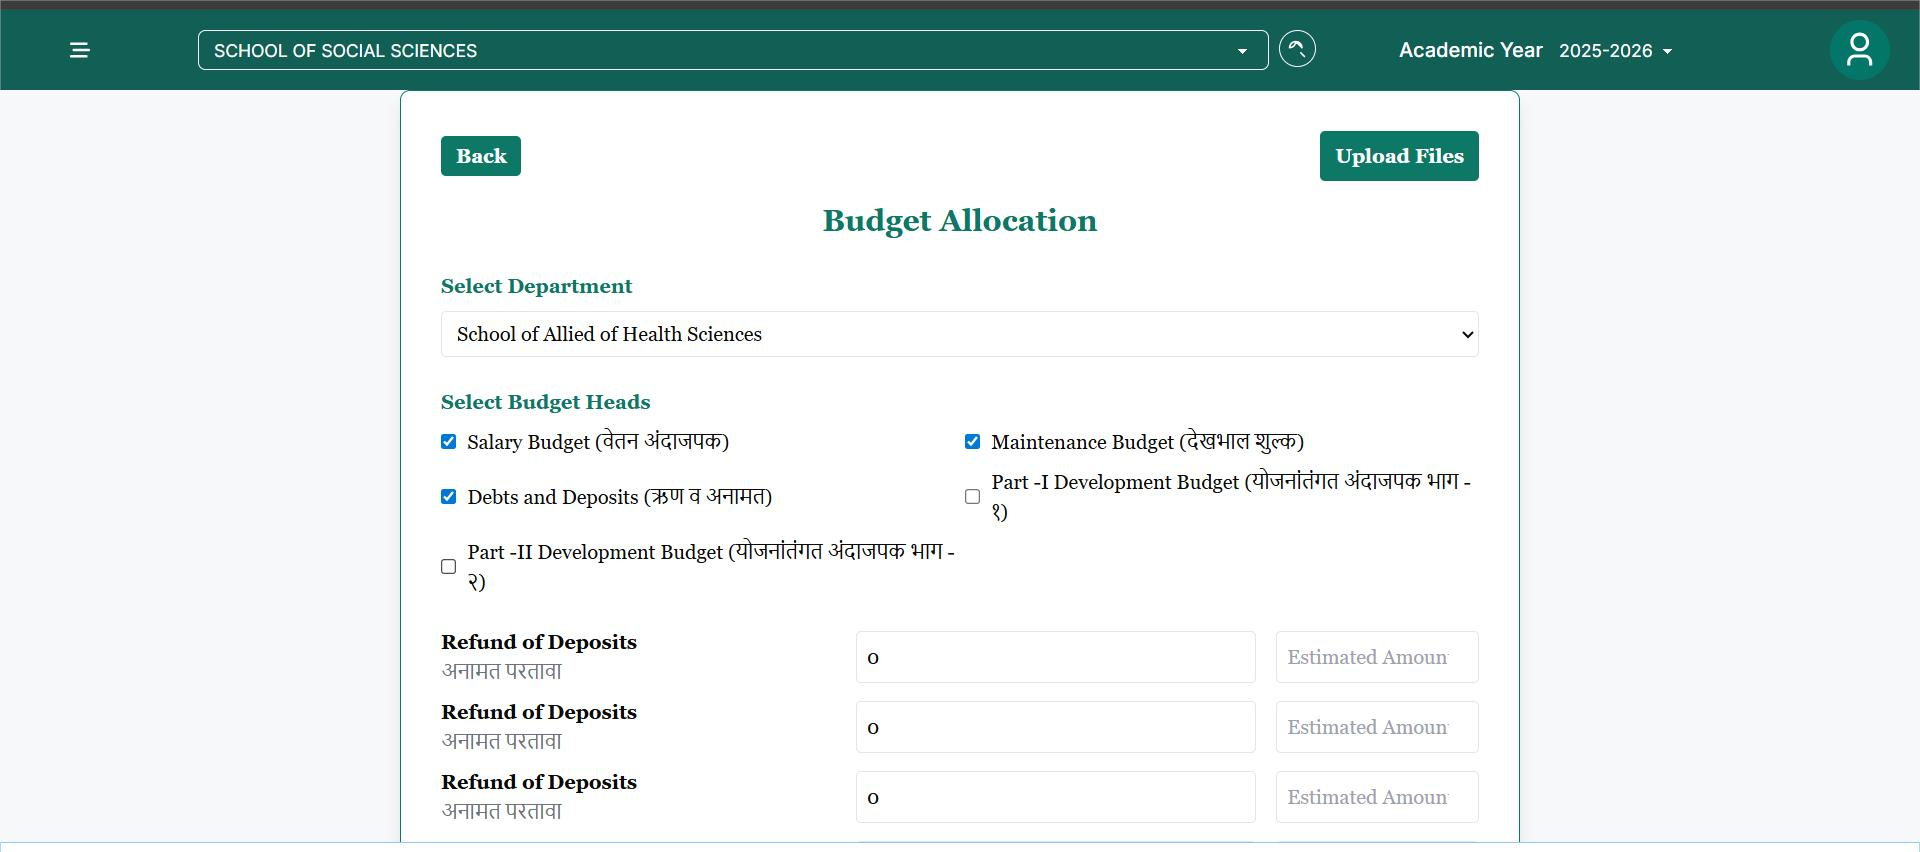 SCHOOL OF SOCIAL SCIENCES
Academic Year 2025-2026
Back
Upload Files
Budget Allocation
Select Department
School of Allied of Health Sciences
Select Budget Heads
Salary Budget (वेतन अंदाजपक)
Maintenance Budget (देखभाल शुल्क)
Debts and Deposits (ऋण व अनामत)
Part -I Development Budget (योजनांतंगत अंदाजपक भाग -
१)
Part -II Development Budget (योजनांतंगत अंदाजपक भाग -
२)
Refund of Deposits
अनामत परतावा
0
Estimated Amoun
Refund of Deposits
अनामत परतावा
0
Estimated Amoun
Refund of Deposits
अनामत परतावा
0
Estimated Amoun